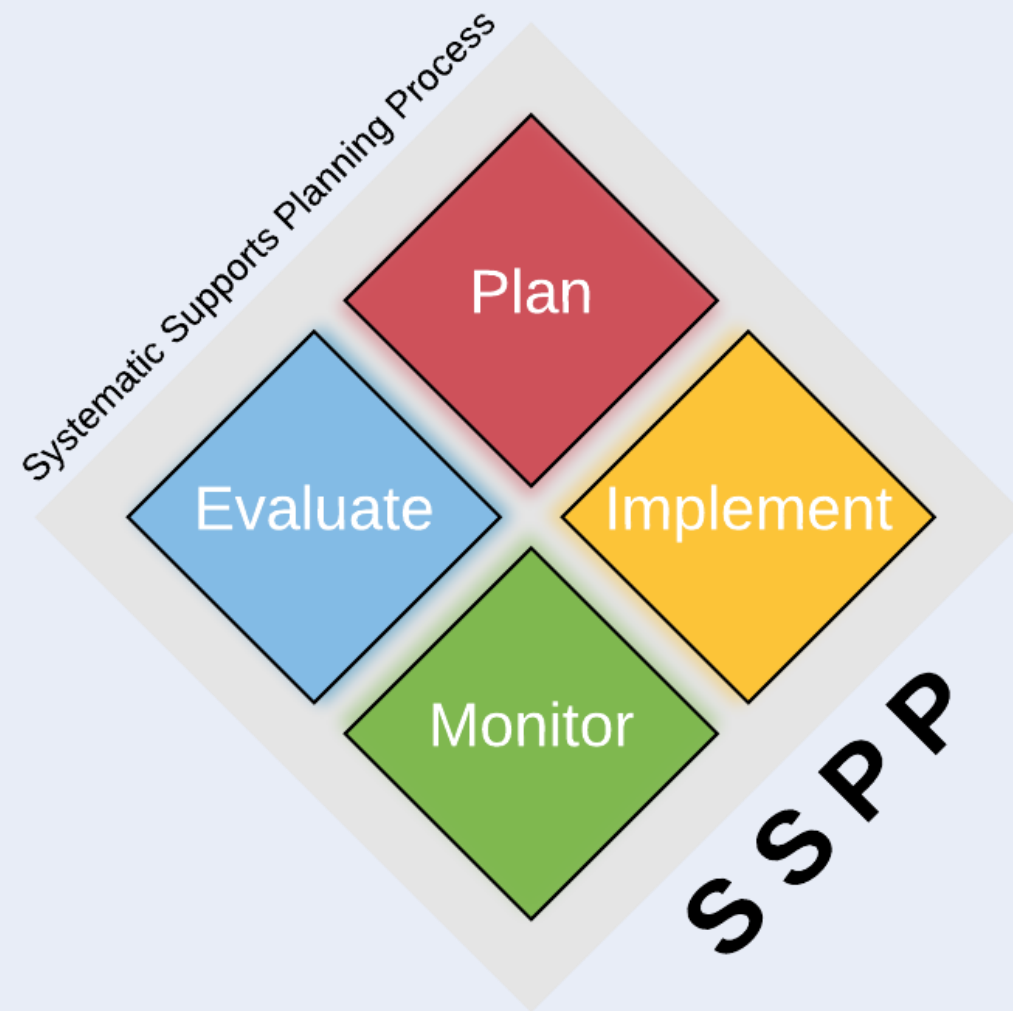 Systematic Supports Planning Process
Plan
Evaluate
Implement
Monitor
SSPP